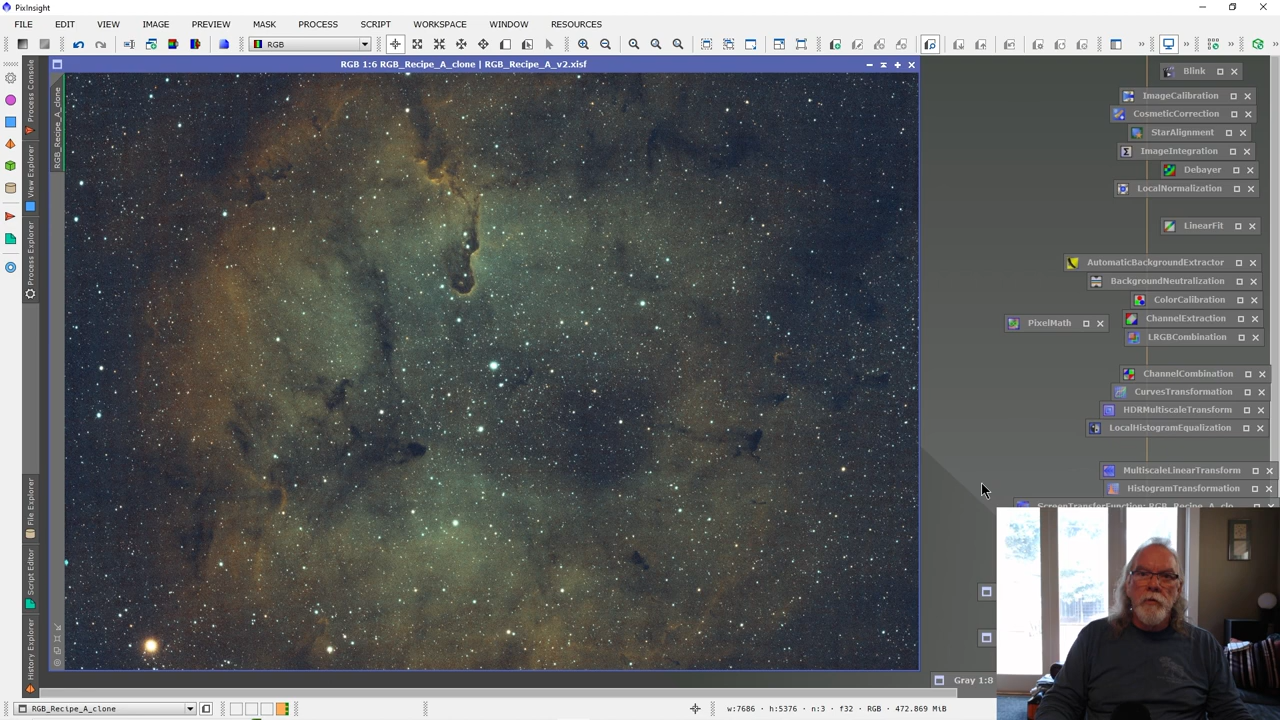 PixInsight
FILE EDIT VIEW IMAGE PREVIEW MASK PROCESS SCRIPT WORKSPACE WINDOW RESOURCES
RGB
RGB 1:6 RGB_Recipe_A_clone | RGB_Recipe_A_v2.xisf
RGB_Recipe_A_clone
Process Console
View Explorer
Process Explorer
File Explorer
Script Editor
History Explorer
Blink
ImageCalibration
CosmeticCorrection
StarAlignment
ImageIntegration
Debayer
LocalNormalization
LinearFit
AutomaticBackgroundExtractor
BackgroundNeutralization
ColorCalibration
ChannelExtraction
PixelMath
LRGBCombination
ChannelCombination
CurvesTransformation
HDRMultiscaleTransform
LocalHistogramEqualization
MultiscaleLinearTransform
HistogramTransformation
ScreenTransferFunction: RGB_Recipe_A_clo
Gray 1:8
RGB_Recipe_A_clone
w:7686 · h:5376 · n:3 · f32 · RGB · 472.869 MiB